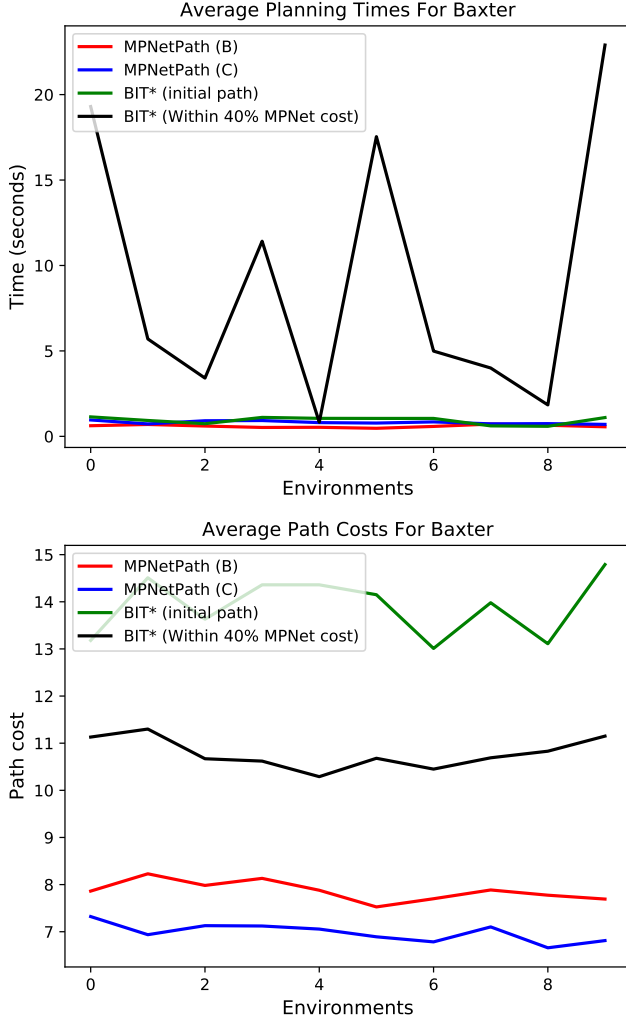 Average Planning Times For Baxter
MPNetPath (B)
MPNetPath (C)
BIT* (initial path)
BIT* (Within 40% MPNet cost)
Time (seconds)
20
15
10
5
0
0 2 4 6 8
Environments
Average Path Costs For Baxter
MPNetPath (B)
MPNetPath (C)
BIT* (initial path)
BIT* (Within 40% MPNet cost)
Path cost
15
14
13
12
11
10
9
8
7
0 2 4 6 8
Environments